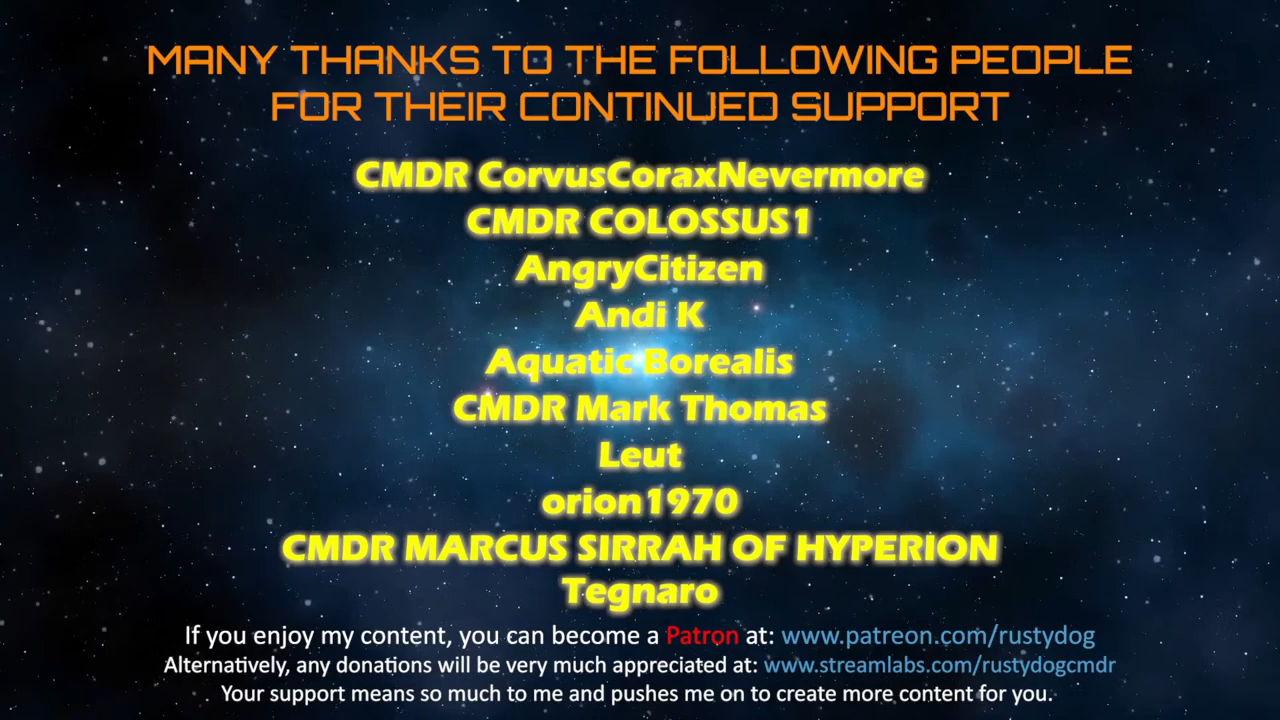 MANY THANKS TO THE FOLLOWING PEOPLE
FOR THEIR CONTINUED SUPPORT
CMDR CorvusCoraxNevermore
CMDR COLOSSUS1
AngryCitizen
Andi K
Aquatic Borealis
CMDR Mark Thomas
Leut
orion1970
CMDR MARCUS SIRRAH OF HYPERION
Tegnaro
If you enjoy my content, you can become a Patron at: www.patreon.com/rustydog
Alternatively, any donations will be very much appreciated at: www.streamlabs.com/rustydogcmdr
Your support means so much to me and pushes me on to create more content for you.